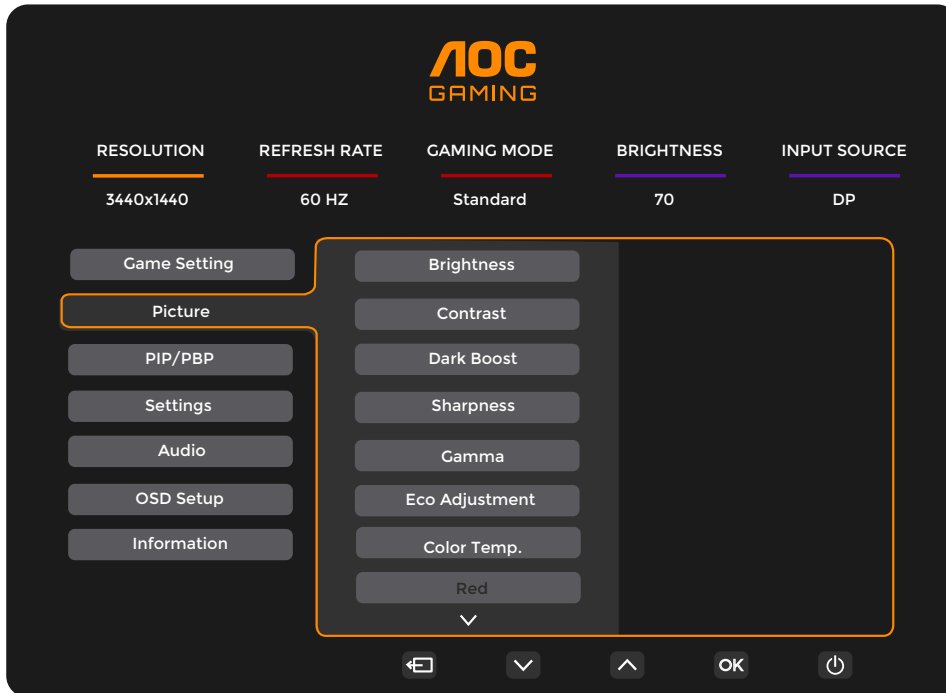 AOC
GAMING
RESOLUTION REFRESH RATE GAMING MODE BRIGHTNESS INPUT SOURCE
3440x1440 60 HZ Standard 70 DP
Game Setting
Picture
PIP/PBP
Settings
Audio
OSD Setup
Information
Brightness
Contrast
Dark Boost
Sharpness
Gamma
Eco Adjustment
Color Temp.
Red
OK